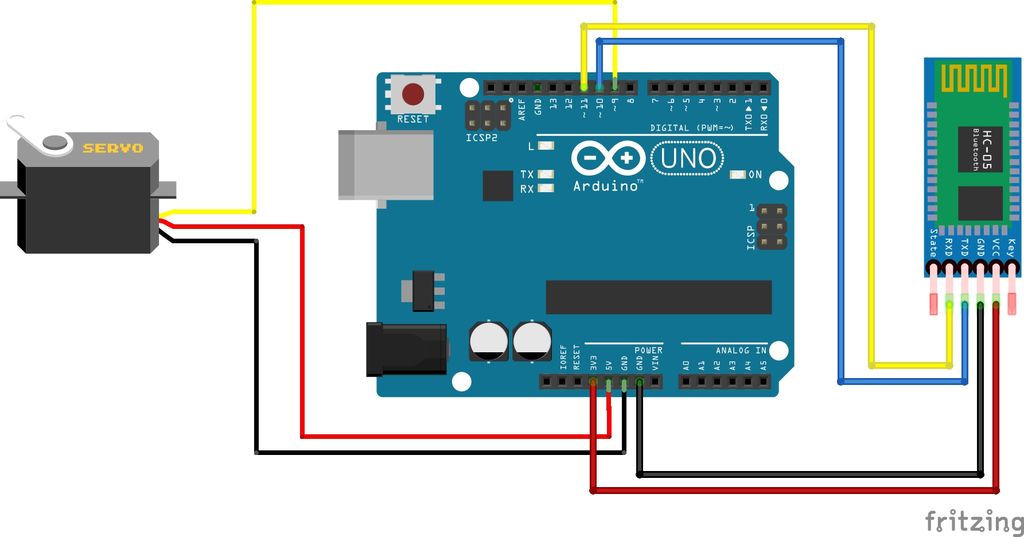 SERVO
RESET
ICSP2
AREF
GND
13
12
~11
~10
~9
8
7
~6
~5
4
~3
2
TXD▶1
RXD◀0
DIGITAL (PWM=~)
L
TX
RX
UNO
Arduino™
ON
1
ICSP
POWER
ANALOG IN
IOREF
RESET
3V3
5V
GND
GND
VIN
A0
A1
A2
A3
A4
A5
HC-05
Bluetooth
State
RXD
TXD
GND
VCC
Key
fritzing